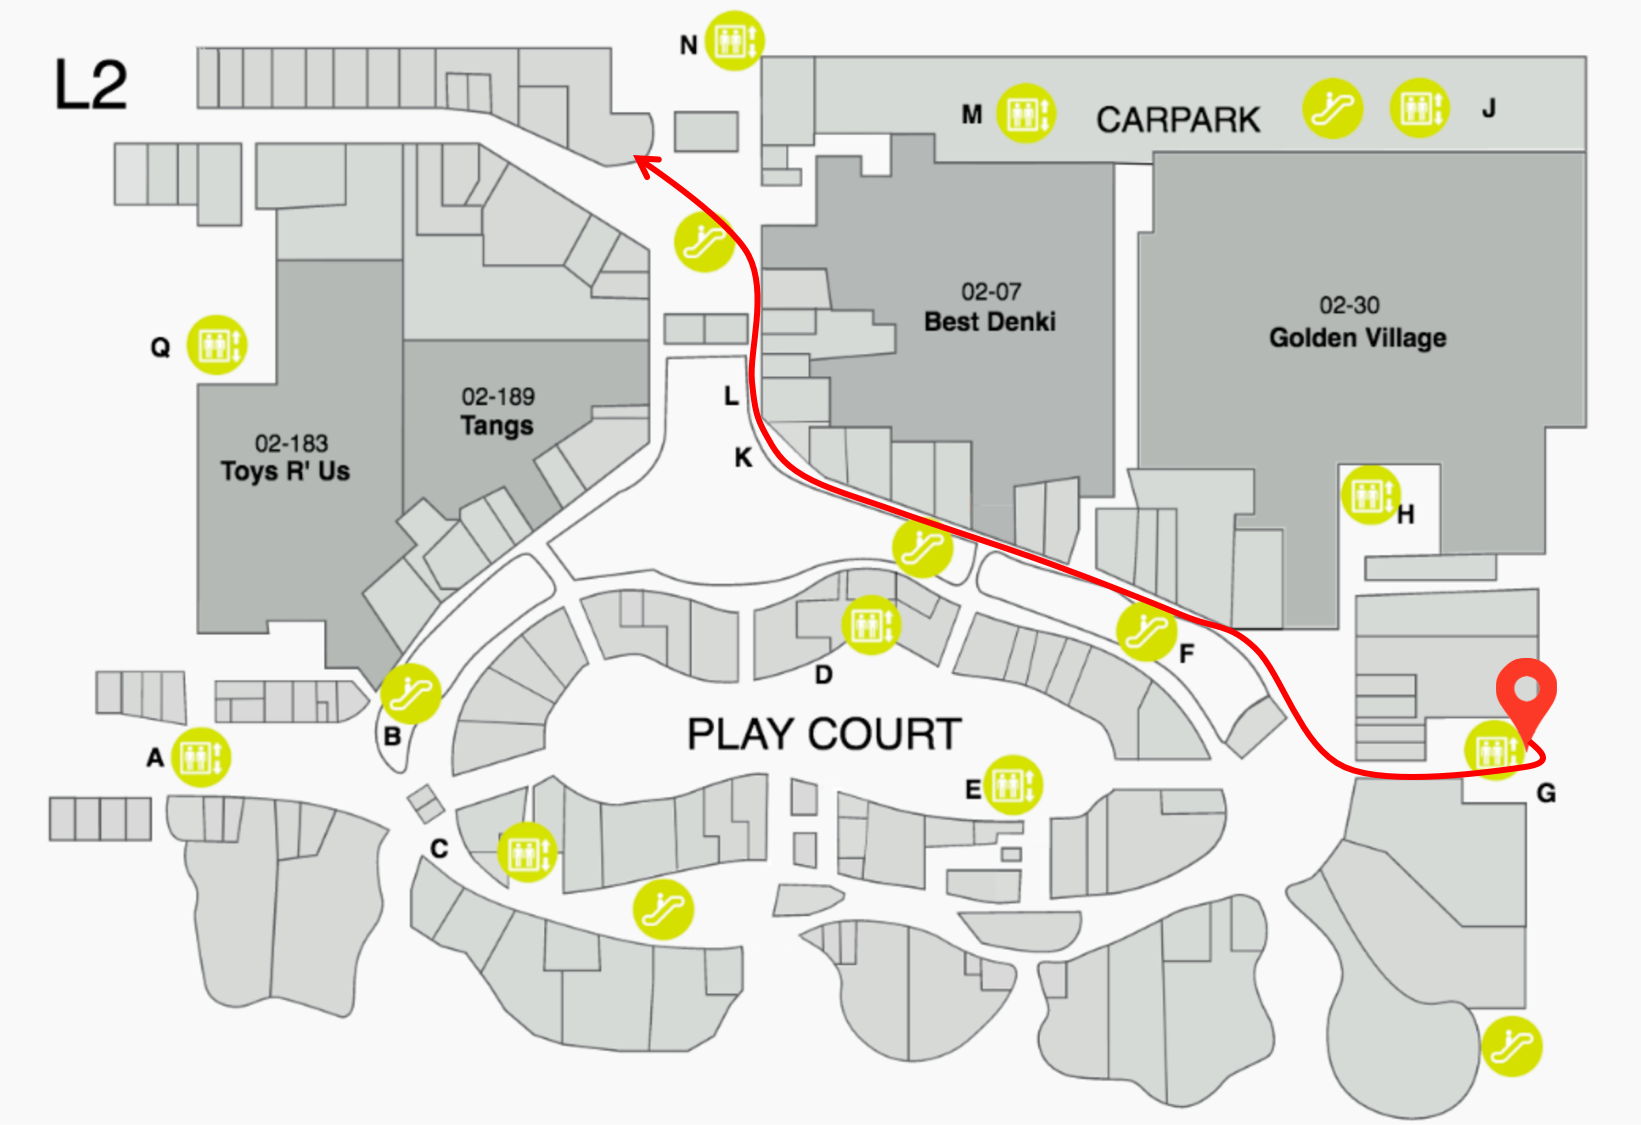 L2
N
M
CARPARK
J
02-07
Best Denki
02-30
Golden Village
Q
02-189
Tangs
L
02-183
Toys R' Us
K
H
F
D
B
PLAY COURT
A
E
G
C